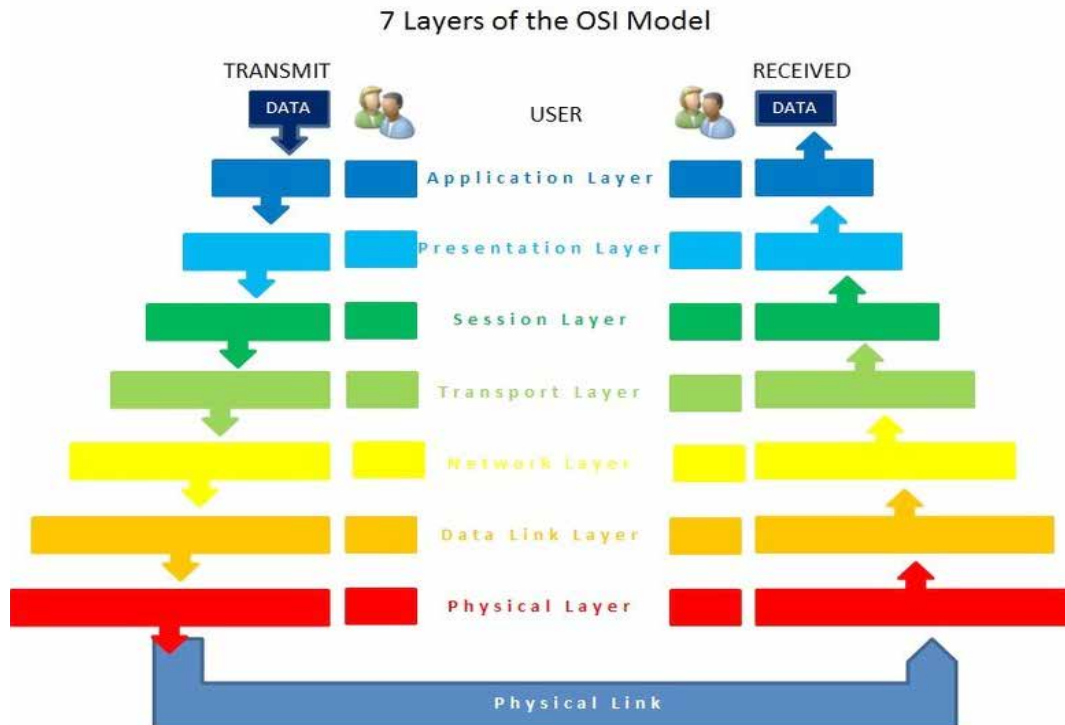 7 Layers of the OSI Model
TRANSMIT
RECEIVED
DATA
USER
DATA
Application Layer
Presentation Layer
Session Layer
Transport Layer
Network Layer
Data Link Layer
Physical Layer
Physical Link